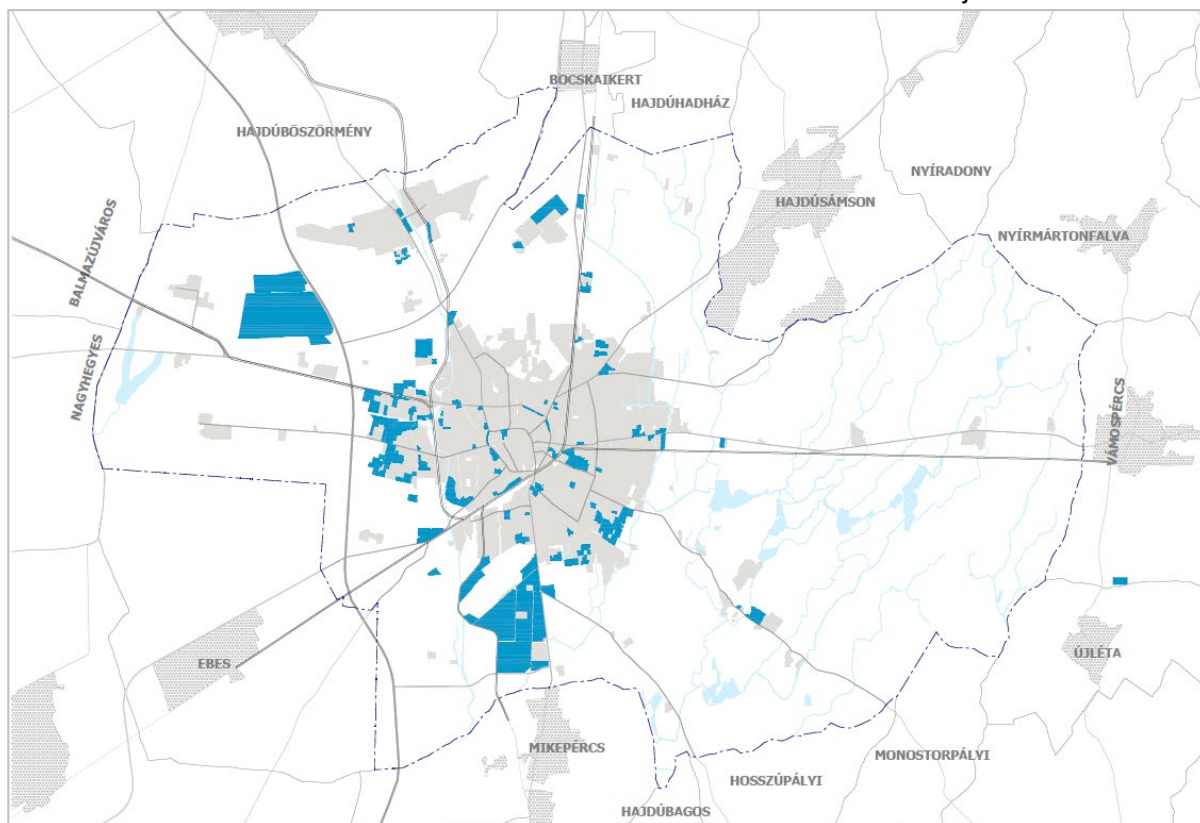 BOCSKAIKERT
HAJDÚHADHÁZ
HAJDÚBÖSZÖRMÉNY
NYÍRADONY
HAJDÚSÁMSON
NYÍRMÁRTONFALVA
BALMAZÚJVÁROS
NAGYHEGYES
VÁMOSPÉRCS
EBES
ÚJLÉTA
MIKEPÉRCS
MONOSTORPÁLYI
HOSSZÚPÁLYI
HAJDÚBAGOS